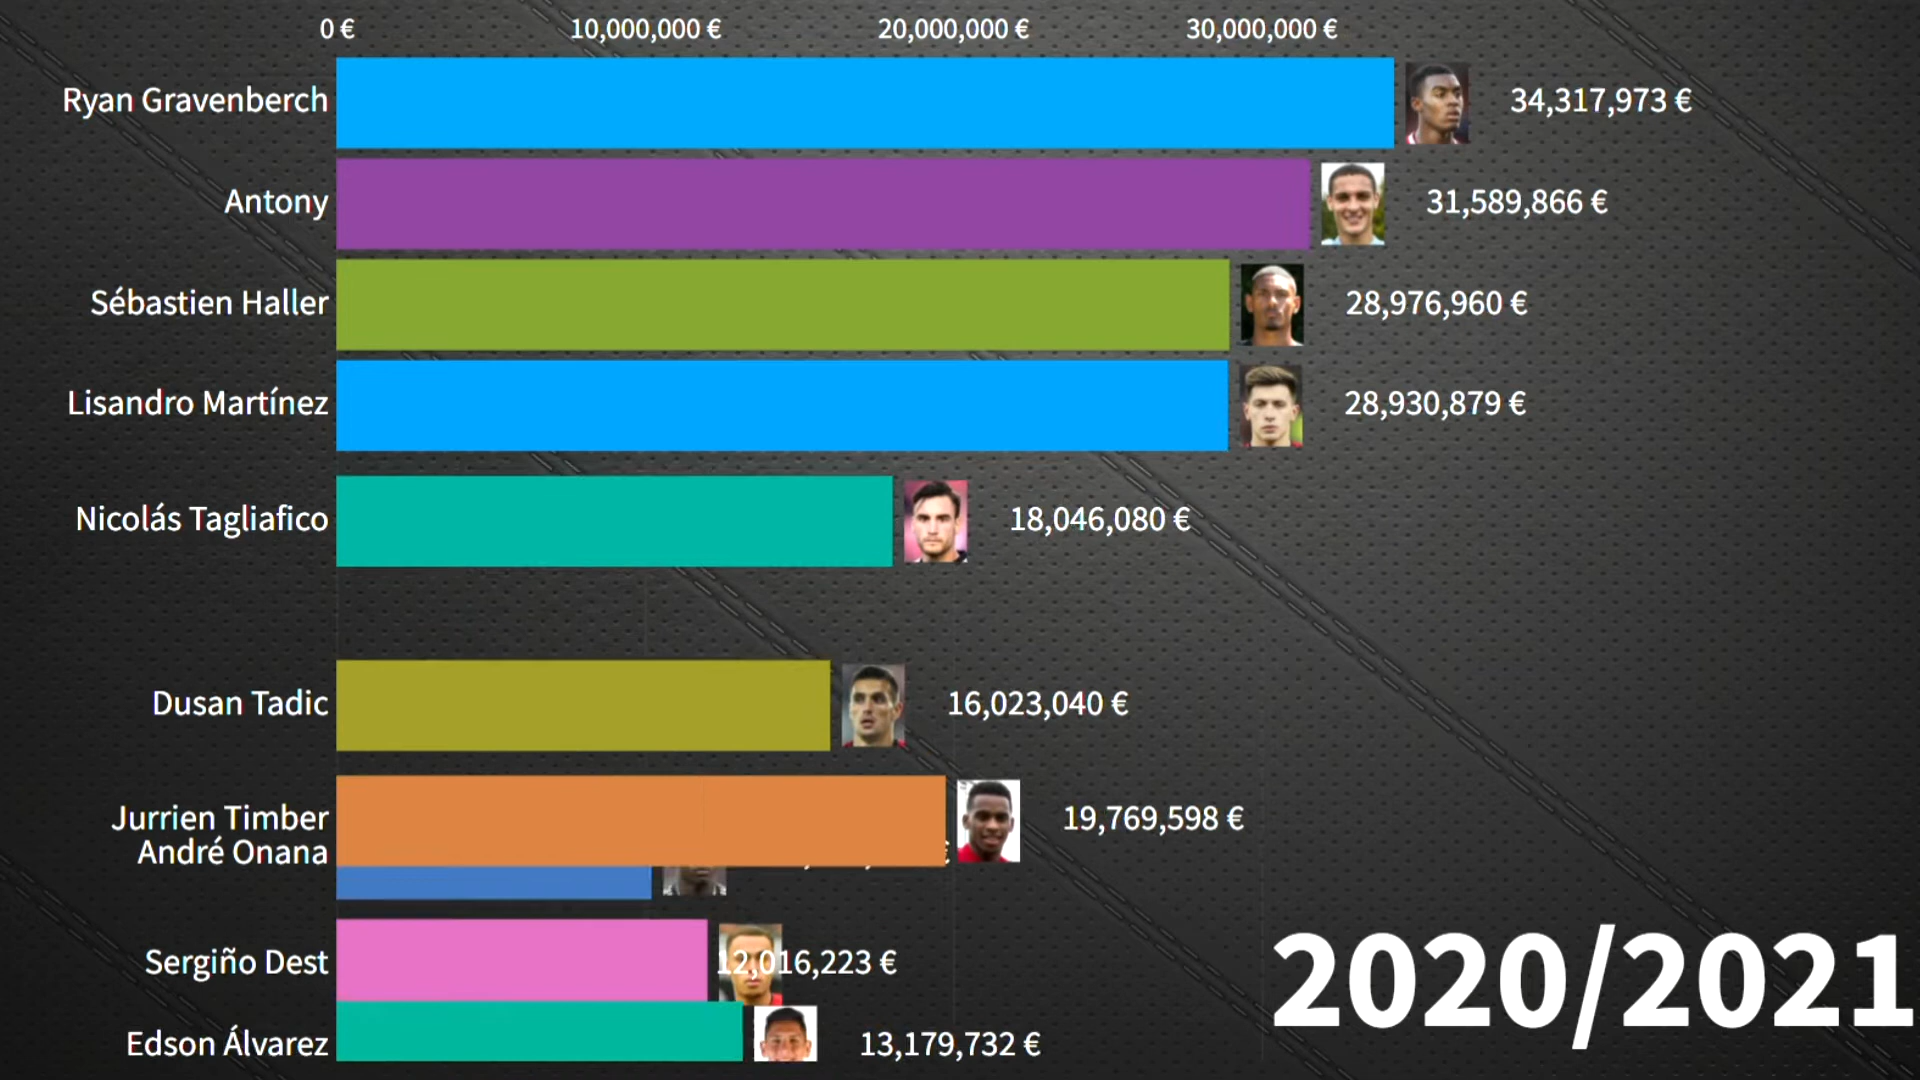 0 € 10,000,000 € 20,000,000 € 30,000,000 €
Ryan Gravenberch 34,317,973 €
Antony 31,589,866 €
Sébastien Haller 28,976,960 €
Lisandro Martínez 28,930,879 €
Nicolás Tagliafico 18,046,080 €
Dusan Tadic 16,023,040 €
Jurrien Timber 19,769,598 €
André Onana €
Sergiño Dest 12,016,223 €
Edson Álvarez 13,179,732 €
2020/2021